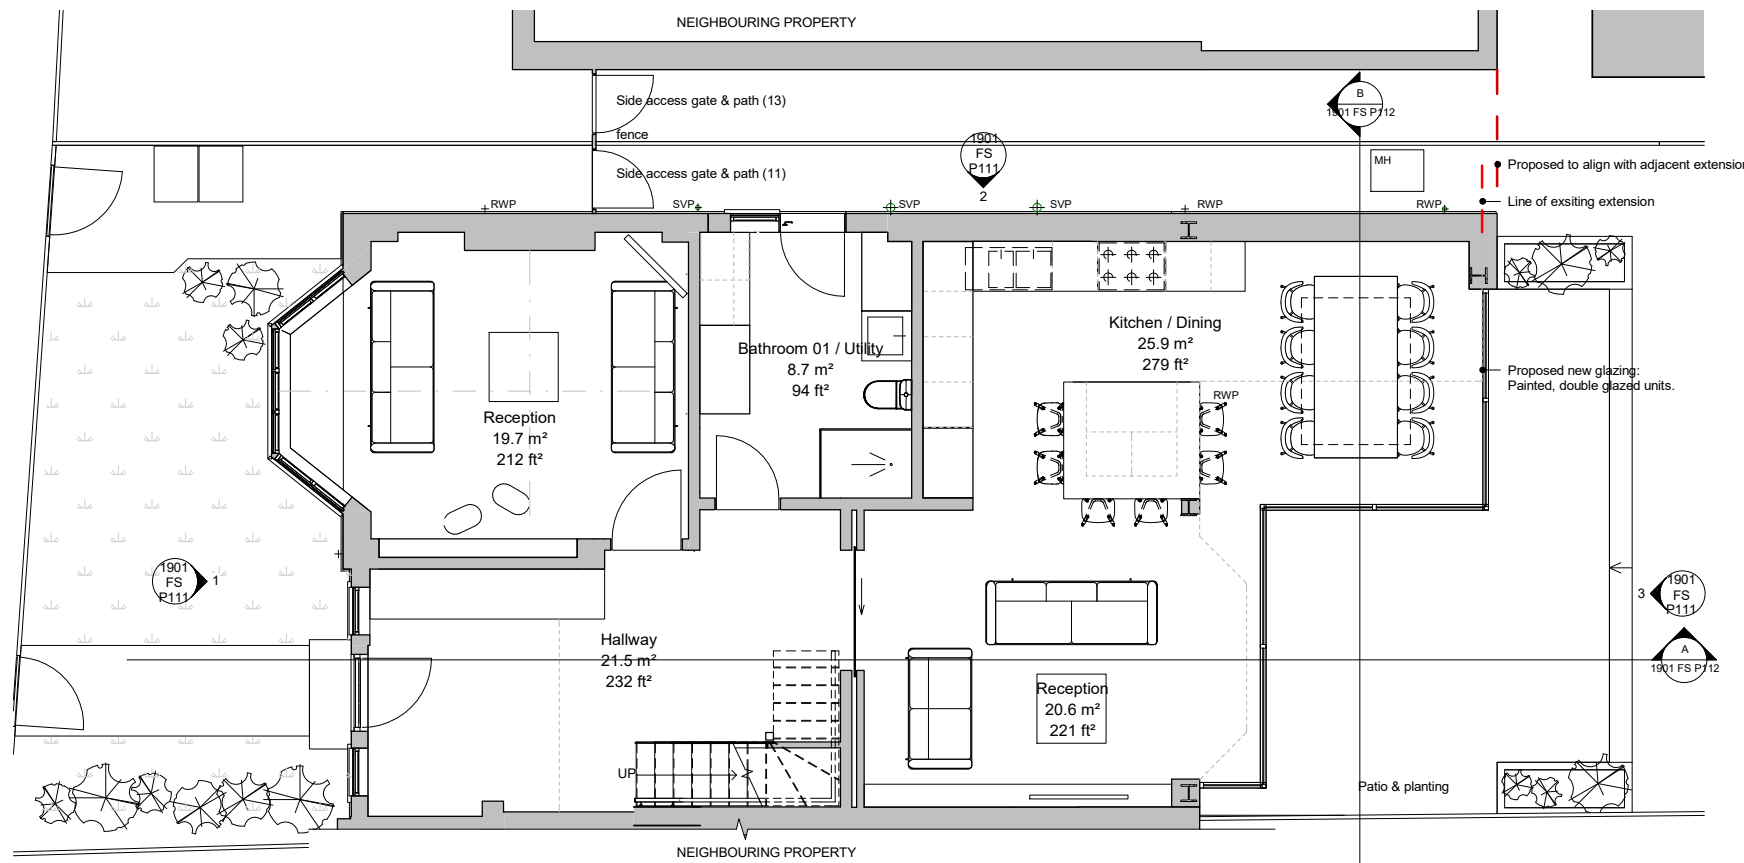 NEIGHBOURING PROPERTY
Side access gate & path (13)
B
1901 FS P112
fence
1901
FS
P111
2
MH
Proposed to align with adjacent extension
Side access gate & path (11)
Line of exsiting extension
RWP
SVP
SVP
SVP
RWP
RWP
Kitchen / Dining
25.9 m²
279 ft²
Bathroom 01 / Utility
8.7 m²
94 ft²
Proposed new glazing:
Painted, double glazed units.
RWP
Reception
19.7 m²
212 ft²
1901
FS
P111
1
1901
FS
P111
3
Hallway
21.5 m²
232 ft²
A
1901 FS P112
Reception
20.6 m²
221 ft²
UP
Patio & planting
NEIGHBOURING PROPERTY